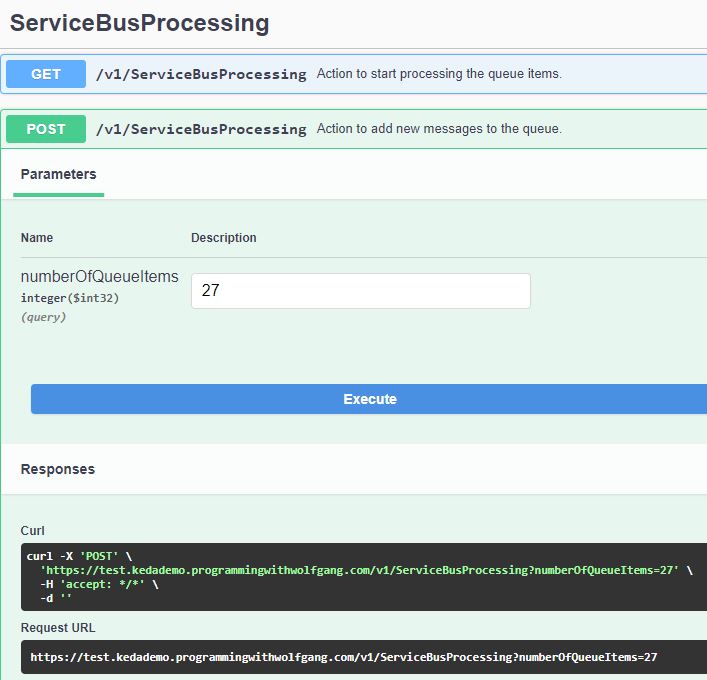 ServiceBusProcessing
GET /v1/ServiceBusProcessing Action to start processing the queue items.
POST /v1/ServiceBusProcessing Action to add new messages to the queue.
Parameters
Name Description
numberOfQueueItems 27
integer($int32)
(query)
Execute
Responses
Curl
curl -X 'POST' \
'https://test.kedademo.programmingwithwolfgang.com/v1/ServiceBusProcessing?numberOfQueueItems=27' \
-H 'accept: */*' \
-d ''
Request URL
https://test.kedademo.programmingwithwolfgang.com/v1/ServiceBusProcessing?numberOfQueueItems=27